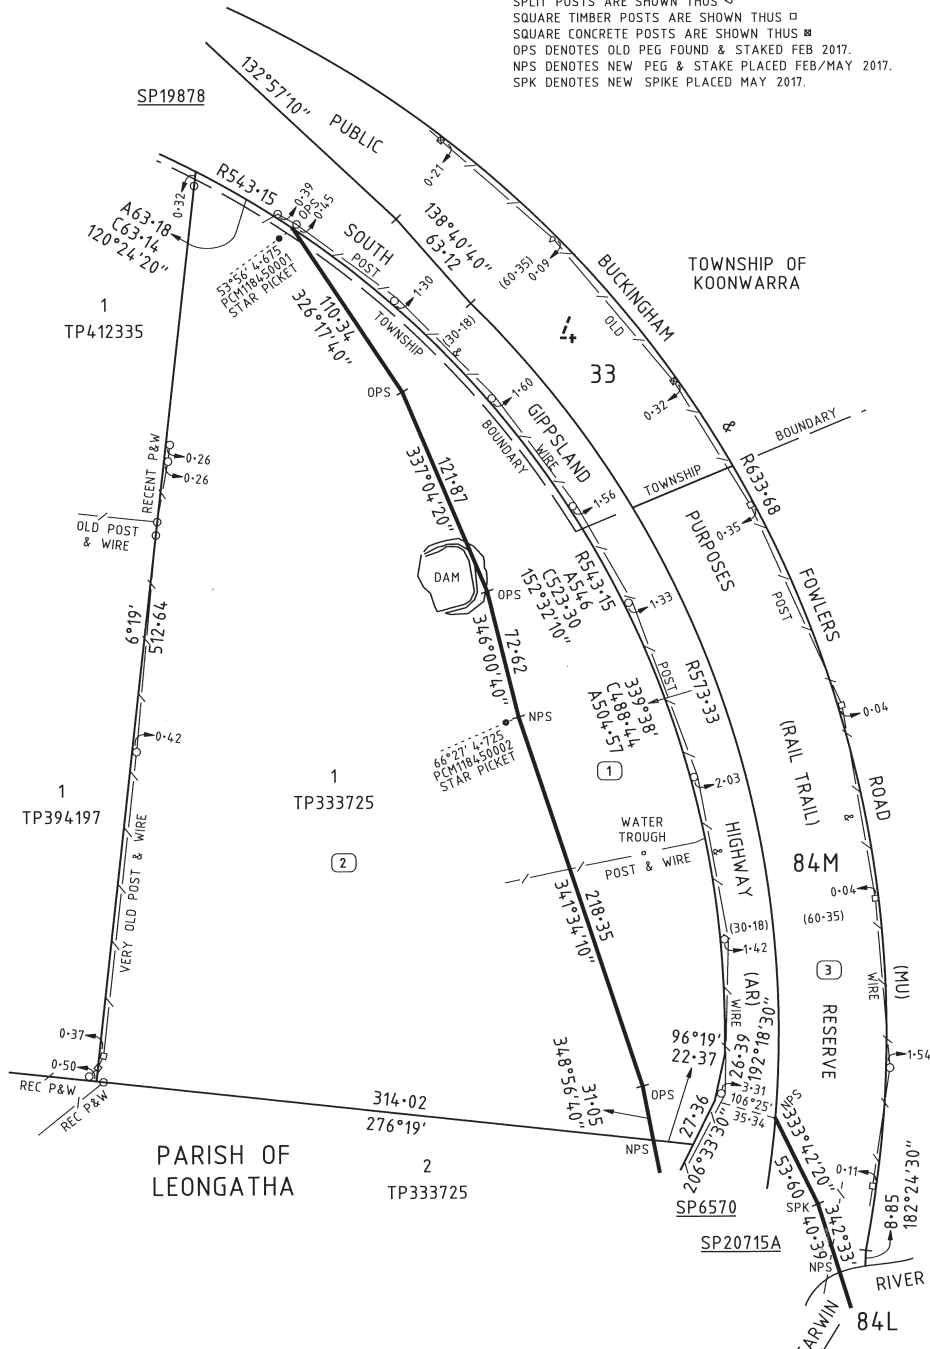 SPLIT POSTS ARE SHOWN THUS
SQUARE TIMBER POSTS ARE SHOWN THUS □
SQUARE CONCRETE POSTS ARE SHOWN THUS ⊠
OPS DENOTES OLD PEG FOUND & STAKED FEB 2017.
NPS DENOTES NEW PEG & STAKE PLACED FEB/MAY 2017.
SPK DENOTES NEW SPIKE PLACED MAY 2017.
SP19878
132°57'10"
PUBLIC
0·21
R543·15
0·32
0·39
OPS
0·45
A63·18
C63·14
120°24'20"
138°40'40"
63·12
SOUTH
POST
53°56' 4·675
PCM118450001
STAR PICKET
(60·35)
0·09
BUCKINGHAM
OLD
TOWNSHIP OF
KOONWARRA
1
TP412335
110·34
326°17'40"
1·30
TOWNSHIP
(30·18)
&
4
33
OPS
1·60
0·32
GIPPSLAND
WIRE
BOUNDARY
&
BOUNDARY
TOWNSHIP
R633·68
RECENT P&W
0·26
0·26
121·87
337°04'20"
1·56
0·35
PURPOSES
OLD POST
& WIRE
DAM
OPS
R543·15
A546
C523·30
152°32'10"
1·33
POST
FOWLERS
6°19'
512·64
72·62
346°00'40"
POST
R573·33
339°38'
C488·44
A504·57
NPS
66°27' 4·725
PCM118450002
STAR PICKET
0·04
0·42
1
2·03
(RAIL TRAIL)
ROAD
&
1
TP394197
1
TP333725
2
WATER
TROUGH
POST & WIRE
&
HIGHWAY
84M
0·04
(60·35)
VERY OLD POST & WIRE
218·35
341°34'10"
(30·18)
1·42
3
(AR)
WIRE
WIRE
(MU)
RESERVE
0·37
0·50
REC P&W
REC P&W
96°19'
22·37
26·39
192°18'30"
1·54
348°56'40"
31·05
OPS
3·31
106°25'
35·34
NPS
314·02
276°19'
NPS
27·36
206°33'30"
333°42'20"
53·60
0·11
SPK
342°33'
40·39
8·85
182°24'30"
PARISH OF
LEONGATHA
2
TP333725
SP6570
SP20715A
NPS
RIVER
84L